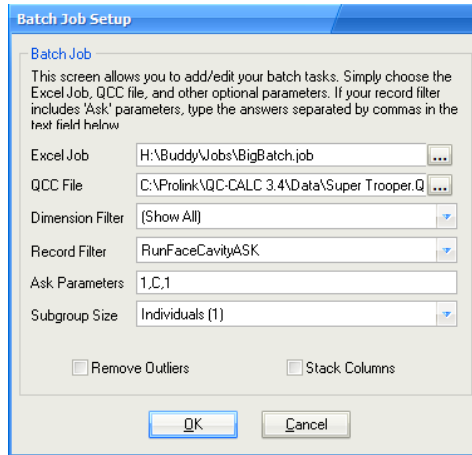 Batch Job Setup
Batch Job
This screen allows you to add/edit your batch tasks. Simply choose the
Excel Job, QCC file, and other optional parameters. If your record filter
includes 'Ask' parameters, type the answers separated by commas in the
text field below
Excel Job H:\Buddy\Jobs\BigBatch.job ...
QCC File C:\Prolink\QC-CALC 3.4\Data\Super Trooper.Q ...
Dimension Filter (Show All)
Record Filter RunFaceCavityASK
Ask Parameters 1,C,1
Subgroup Size Individuals (1)
Remove Outliers Stack Columns
OK Cancel